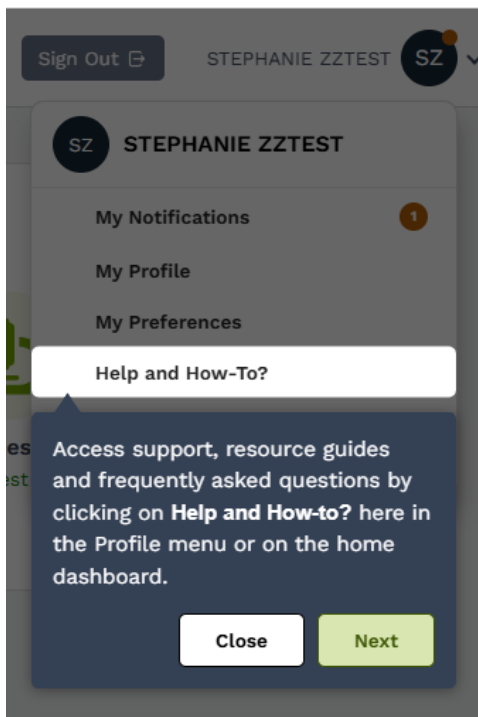 Sign Out
STEPHANIE ZZTEST
SZ
SZ
STEPHANIE ZZTEST
My Notifications
1
My Profile
My Preferences
Help and How-To?
es
est
Access support, resource guides
and frequently asked questions by
clicking on Help and How-to? here in
the Profile menu or on the home
dashboard.
Close
Next